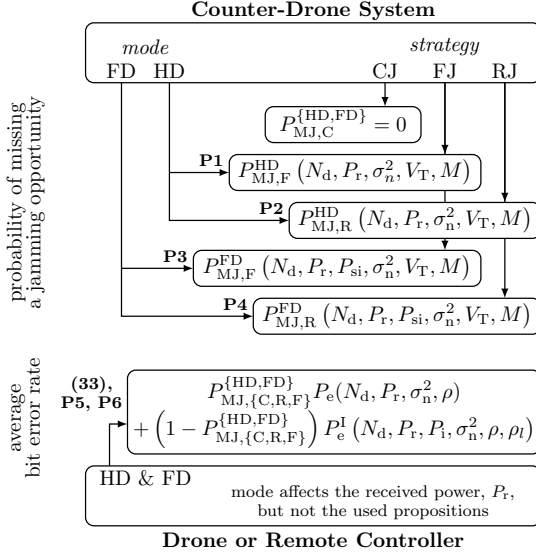 Counter-Drone System
mode strategy
FD HD CJ FJ RJ
P_{MJ,C}^{{HD,FD}} = 0
P1 P_{MJ,F}^{HD} (N_d, P_r, σ_n^2, V_T, M)
P2 P_{MJ,R}^{HD} (N_d, P_r, σ_n^2, V_T, M)
P3 P_{MJ,F}^{FD} (N_d, P_r, P_si, σ_n^2, V_T, M)
P4 P_{MJ,R}^{FD} (N_d, P_r, P_si, σ_n^2, V_T, M)
probability of missing
a jamming opportunity
average
bit error rate
(33),
P5, P6
P_{MJ,{C,R,F}}^{{HD,FD}} P_e(N_d, P_r, σ_n^2, ρ)
+ (1 − P_{MJ,{C,R,F}}^{{HD,FD}}) P_e^I (N_d, P_r, P_i, σ_n^2, ρ, ρ_l)
HD & FD
mode affects the received power, P_r,
but not the used propositions
Drone or Remote Controller